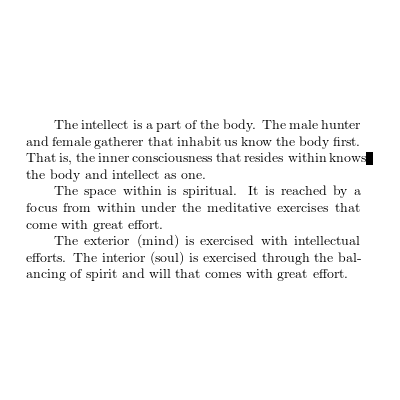 The intellect is a part of the body. The male hunter
and female gatherer that inhabit us know the body first.
That is, the inner consciousness that resides within knows
the body and intellect as one.
The space within is spiritual. It is reached by a
focus from within under the meditative exercises that
come with great effort.
The exterior (mind) is exercised with intellectual
efforts. The interior (soul) is exercised through the bal-
ancing of spirit and will that comes with great effort.